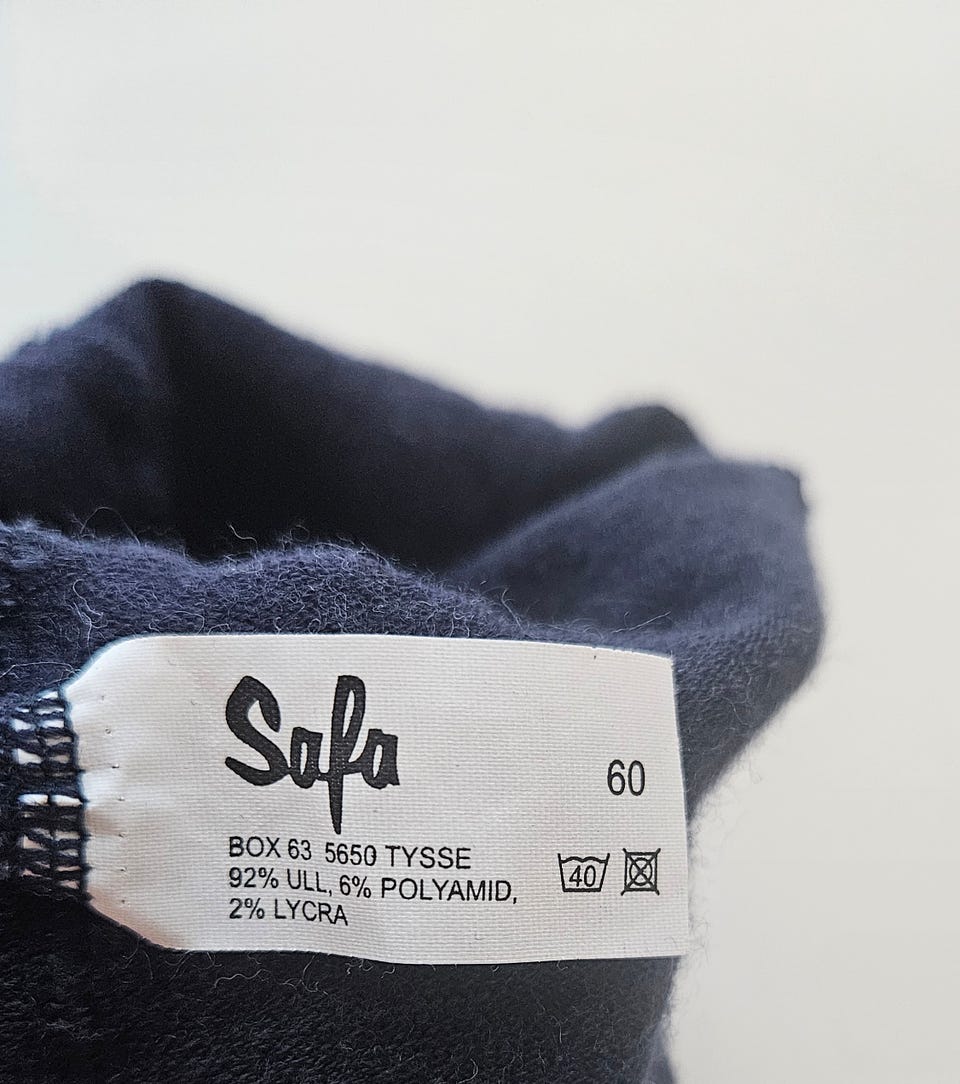 Safa
60
BOX 63 5650 TYSSE
92% ULL, 6% POLYAMID,
2% LYCRA
40